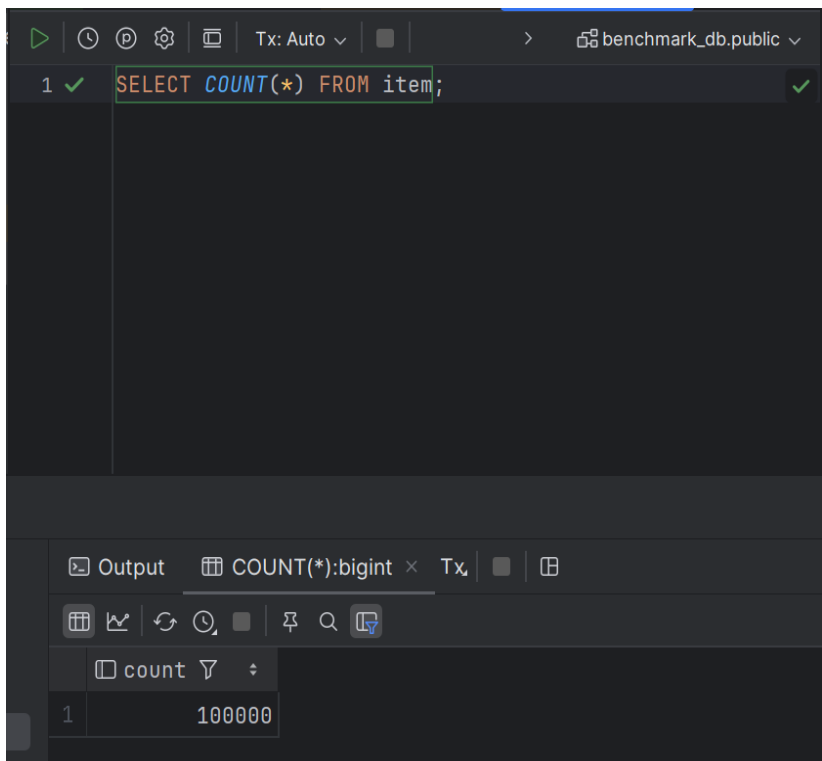 Tx: Auto benchmark_db.public
1 SELECT COUNT(*) FROM item;
Output COUNT(*):bigint Tx
count
1 100000